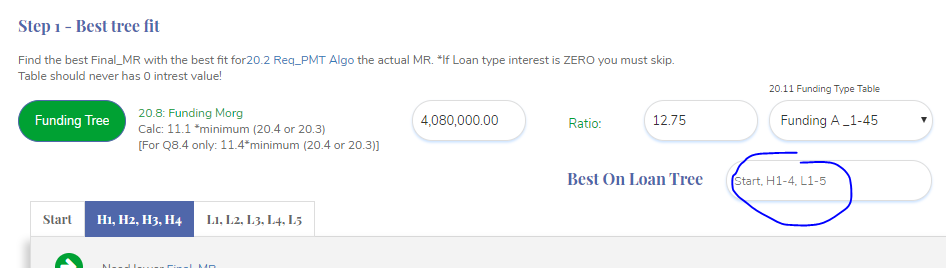 Step 1 - Best tree fit
Find the best Final_MR with the best fit for20.2 Req_PMT Algo the actual MR. *If Loan type interest is ZERO you must skip.
Table should never has 0 intrest value!
20.11 Funding Type Table
Funding Tree
20.8: Funding Morg
Calc: 11.1 *minimum (20.4 or 20.3)
[For Q8.4 only: 11.4*minimum (20.4 or 20.3)]
4,080,000.00
Ratio:
12.75
Funding A _1-45
Best On Loan Tree
Start, H1-4, L1-5
Start
H1, H2, H3, H4
L1, L2, L3, L4, L5
Need lower Final_MR